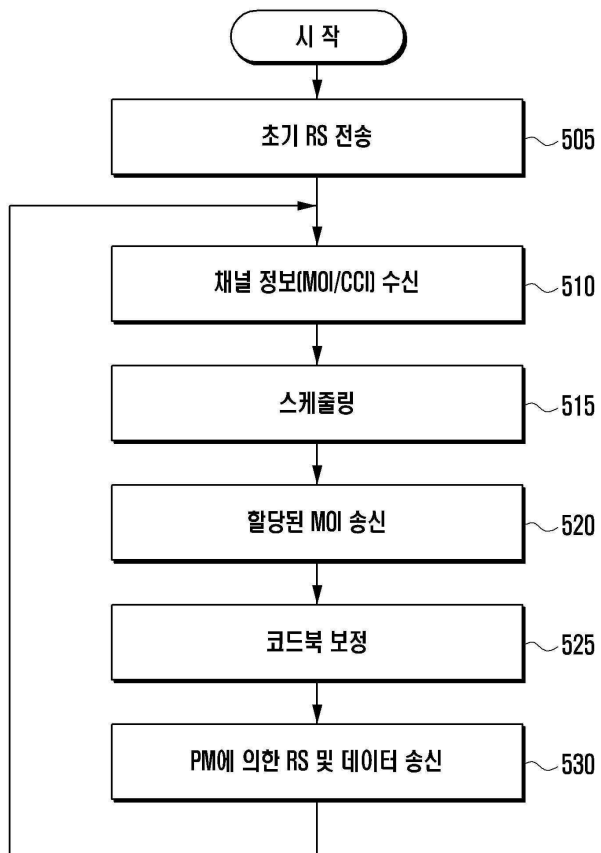 시 작
초기 RS 전송
505
채널 정보(MOI/CCI) 수신
510
스케줄링
515
할당된 MOI 송신
520
코드북 보정
525
PM에 의한 RS 및 데이터 송신
530